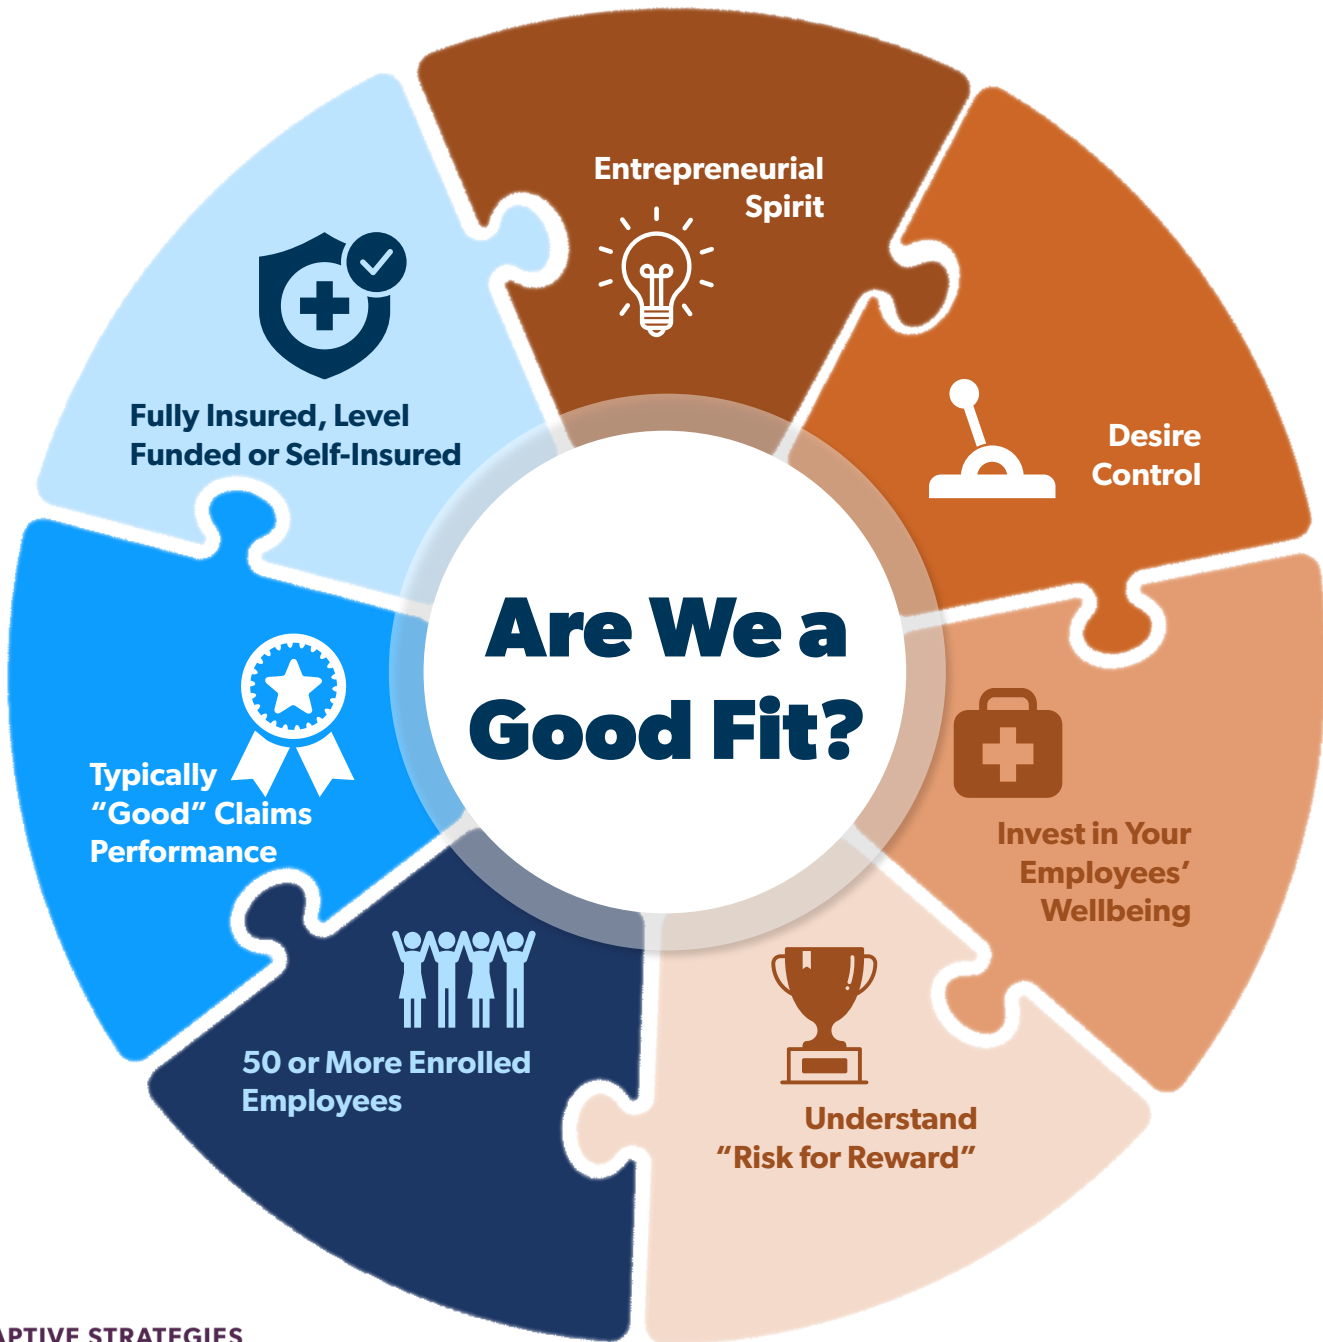 Entrepreneurial
Spirit
Desire
Control
Invest in Your
Employees’
Wellbeing
Understand
“Risk for Reward”
50 or More Enrolled
Employees
Typically
“Good” Claims
Performance
Fully Insured, Level
Funded or Self-Insured
Are We a
Good Fit?
STRATEGIES